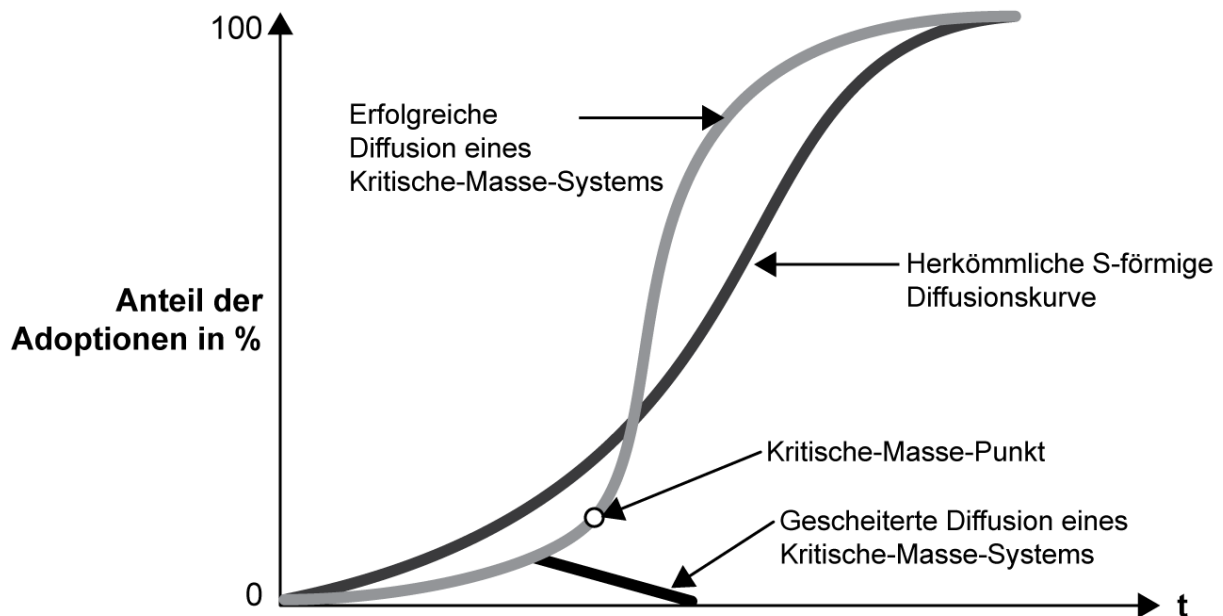 100
Erfolgreiche
Diffusion eines
Kritische-Masse-Systems
Herkömmliche S-förmige
Diffusionskurve
Anteil der
Adoptionen in %
Kritische-Masse-Punkt
Gescheiterte Diffusion eines
Kritische-Masse-Systems
0
t